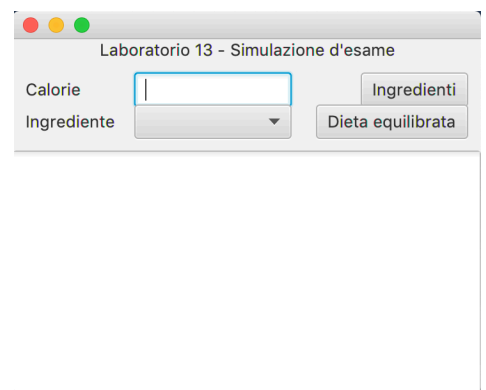 Laboratorio 13 - Simulazione d'esame
Calorie Ingredienti
Ingrediente Dieta equilibrata